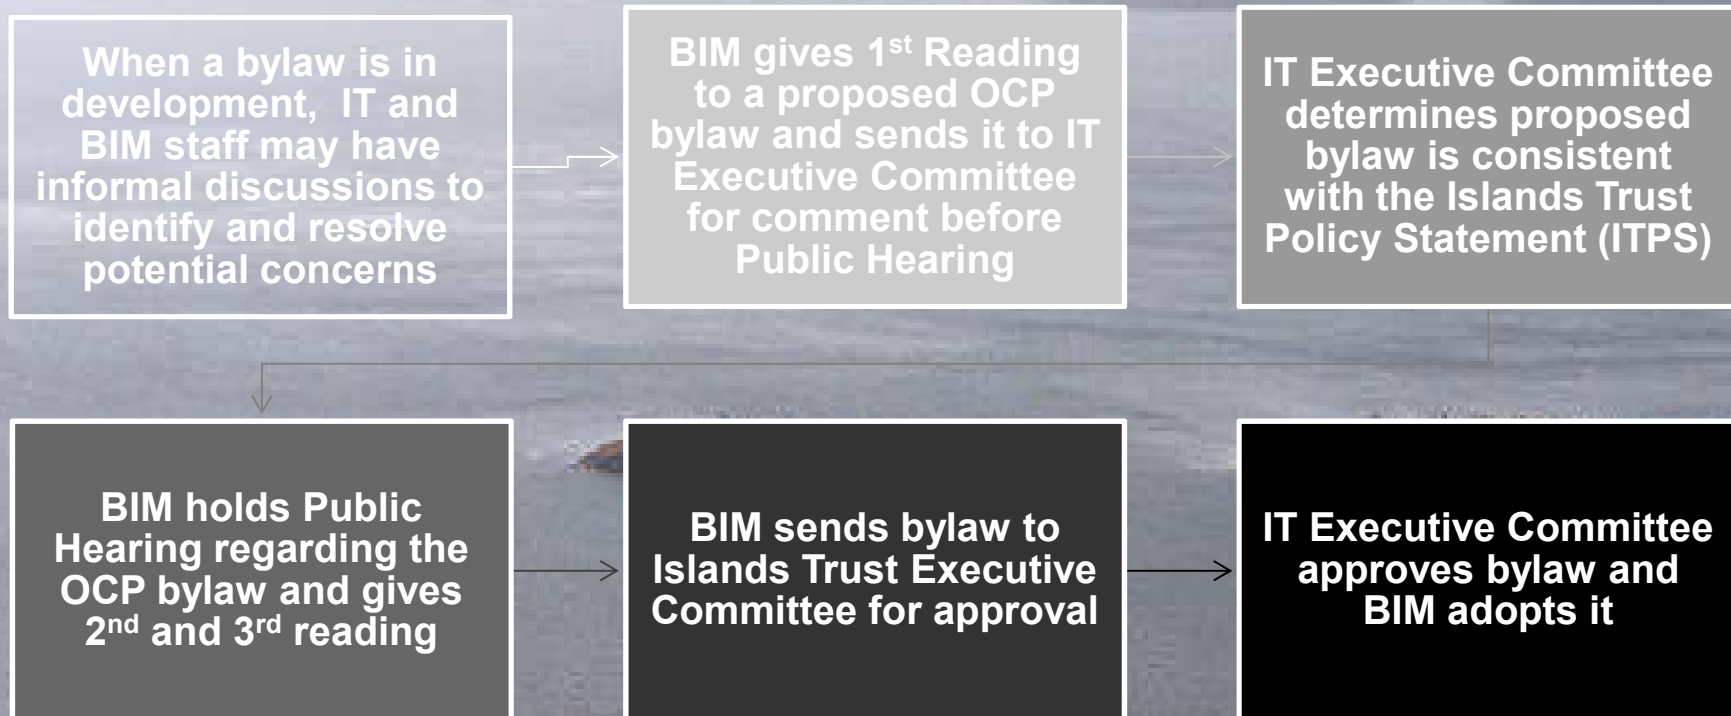 When a bylaw is in
development, IT and
BIM staff may have
informal discussions to
identify and resolve
potential concerns
BIM gives 1st Reading
to a proposed OCP
bylaw and sends it to IT
Executive Committee
for comment before
Public Hearing
IT Executive Committee
determines proposed
bylaw is consistent
with the Islands Trust
Policy Statement (ITPS)
BIM holds Public
Hearing regarding the
OCP bylaw and gives
2nd and 3rd reading
BIM sends bylaw to
Islands Trust Executive
Committee for approval
IT Executive Committee
approves bylaw and
BIM adopts it